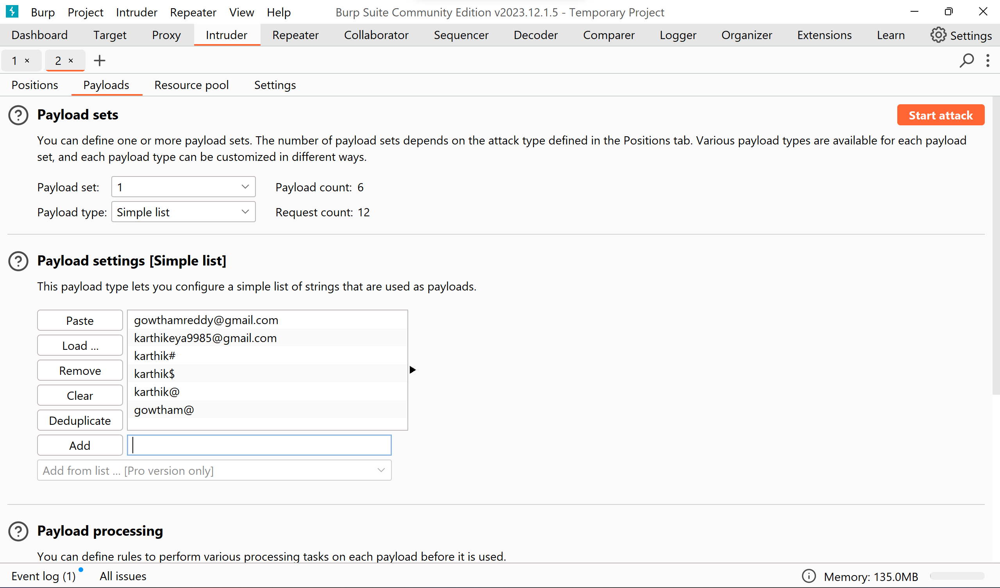 Burp Project Intruder Repeater View Help Burp Suite Community Edition v2023.12.1.5 - Temporary Project
Dashboard Target Proxy Intruder Repeater Collaborator Sequencer Decoder Comparer Logger Organizer Extensions Learn Settings
1 × 2 × +
Positions Payloads Resource pool Settings
? Payload sets Start attack
You can define one or more payload sets. The number of payload sets depends on the attack type defined in the Positions tab. Various payload types are available for each payload
set, and each payload type can be customized in different ways.
Payload set: 1 Payload count: 6
Payload type: Simple list Request count: 12
? Payload settings [Simple list]
This payload type lets you configure a simple list of strings that are used as payloads.
Paste
Load ...
Remove
Clear
Deduplicate
gowthamreddy@gmail.com
karthikeya9985@gmail.com
karthik#
karthik$
karthik@
gowtham@
Add
Add from list ... [Pro version only]
? Payload processing
You can define rules to perform various processing tasks on each payload before it is used.
Event log (1) All issues Memory: 135.0MB